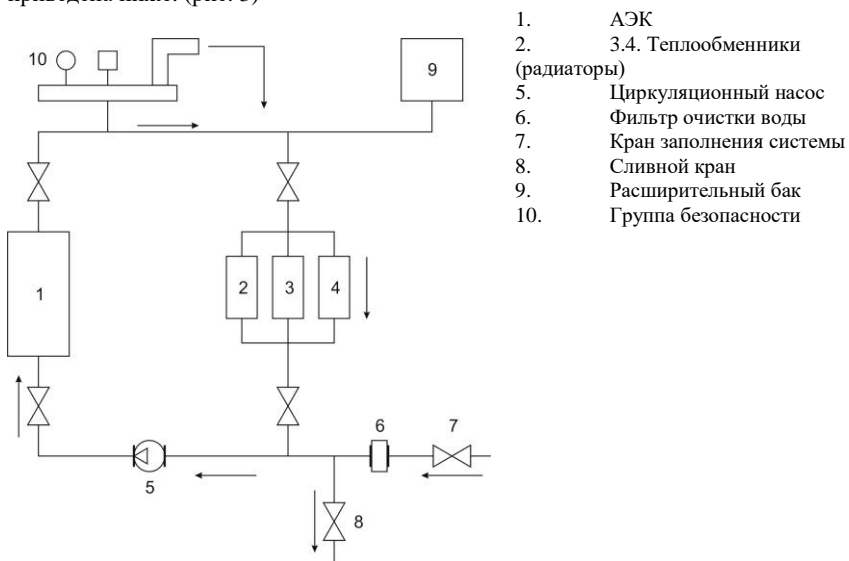 приведена ниже. (рис. 3)
1. АЭК
2. 3.4. Теплообменники
(радиаторы)
5. Циркуляционный насос
6. Фильтр очистки воды
7. Кран заполнения системы
8. Сливной кран
9. Расширительный бак
10. Группа безопасности
10
9
1
2
3
4
6
7
5
8